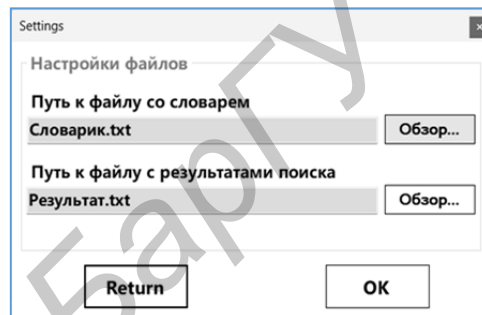 Settings
Настройки файлов
Путь к файлу со словарем
Словарик.txt
Обзор...
Путь к файлу с результатами поиска
Результат.txt
Обзор...
Return
OK
БарГУ